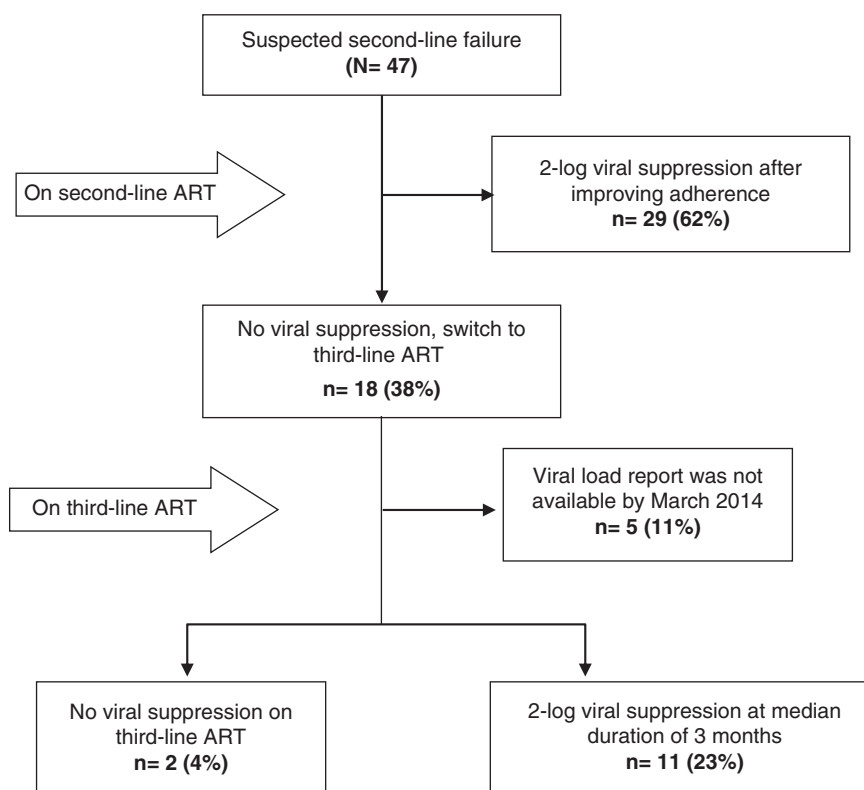 Suspected second-line failure
(N= 47)
On second-line ART
2-log viral suppression after
improving adherence
n= 29 (62%)
No viral suppression, switch to
third-line ART
n= 18 (38%)
On third-line ART
Viral load report was not
available by March 2014
n= 5 (11%)
No viral suppression on
third-line ART
n= 2 (4%)
2-log viral suppression at median
duration of 3 months
n= 11 (23%)